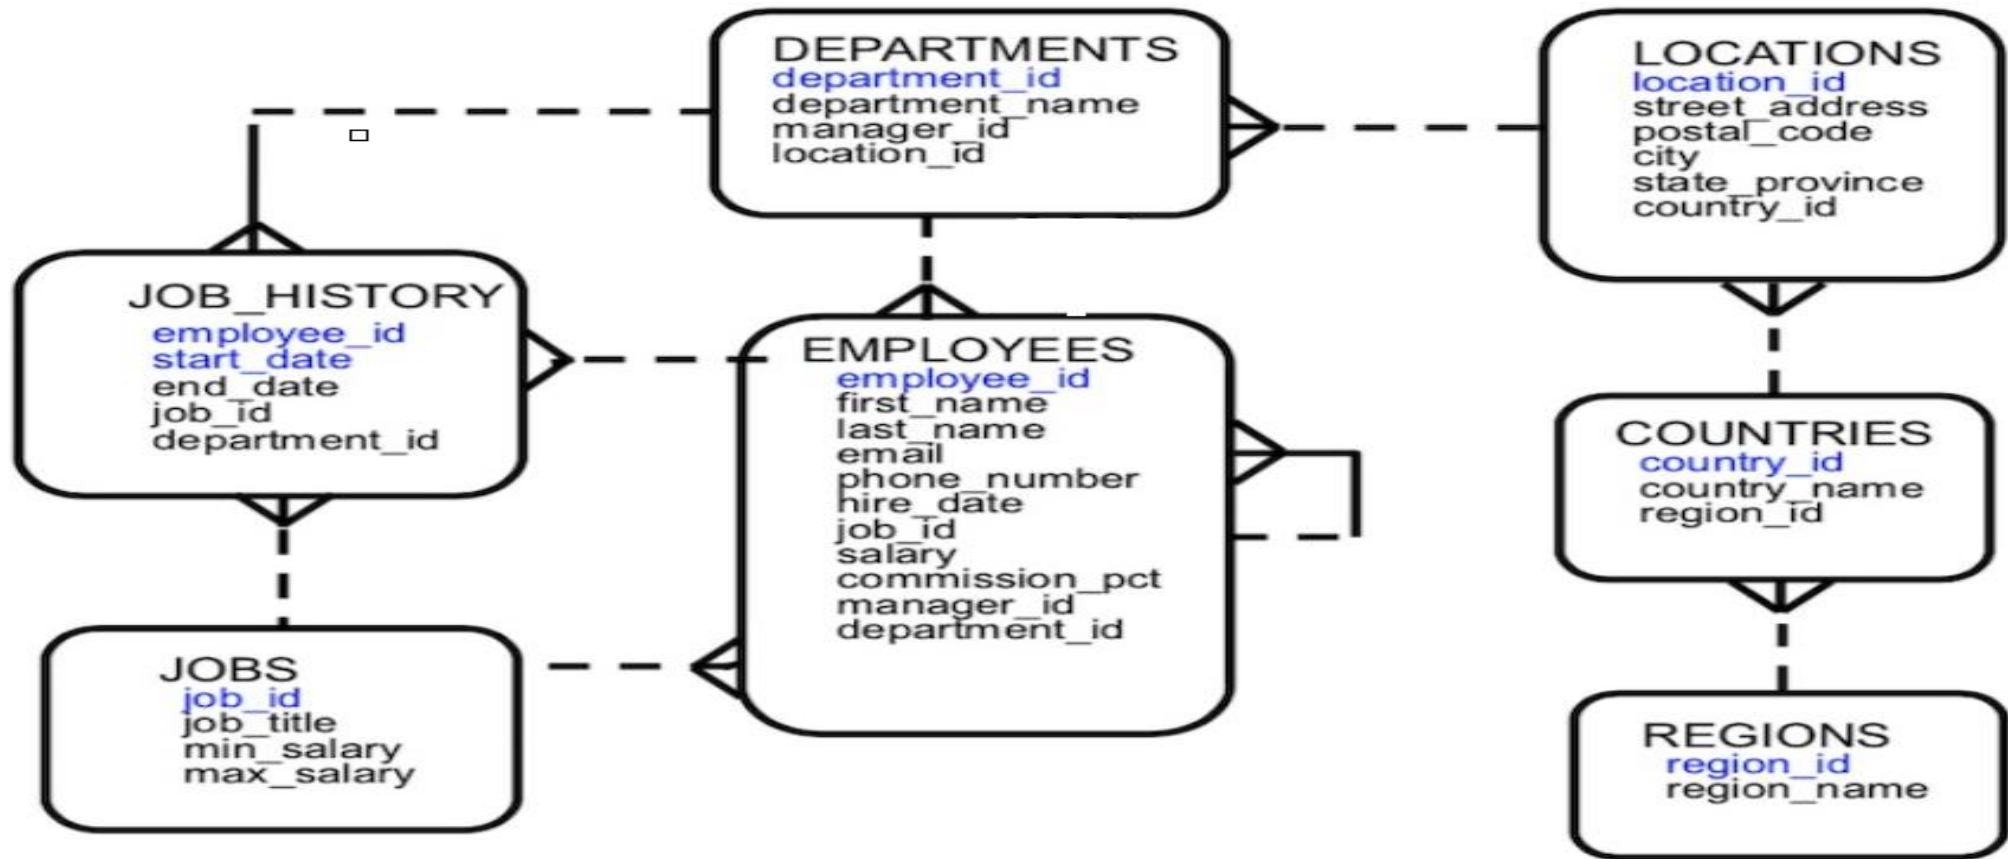 DEPARTMENTS
department_id
department_name
manager_id
location_id
LOCATIONS
location_id
street_address
postal_code
city
state_province
country_id
JOB_HISTORY
employee_id
start_date
end_date
job_id
department_id
EMPLOYEES
employee_id
first_name
last_name
email
phone_number
hire_date
job_id
salary
commission_pct
manager_id
department_id
COUNTRIES
country_id
country_name
region_id
JOBS
job_id
job_title
min_salary
max_salary
REGIONS
region_id
region_name